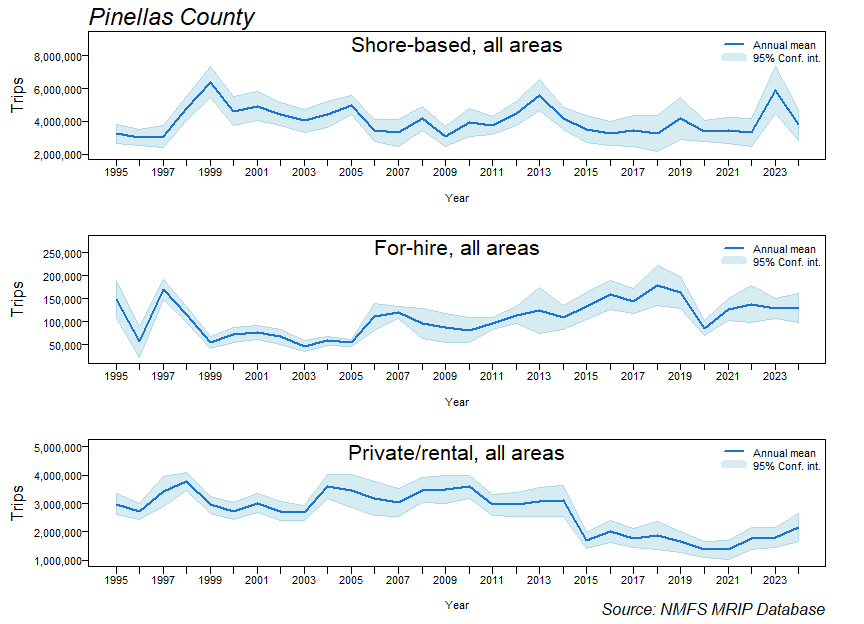 Pinellas County
Shore-based, all areas
Annual mean
95% Conf. int.
Trips
8,000,000
6,000,000
4,000,000
2,000,000
1995 1997 1999 2001 2003 2005 2007 2009 2011 2013 2015 2017 2019 2021 2023
Year
For-hire, all areas
Annual mean
95% Conf. int.
Trips
250,000
200,000
150,000
100,000
50,000
1995 1997 1999 2001 2003 2005 2007 2009 2011 2013 2015 2017 2019 2021 2023
Year
Private/rental, all areas
Annual mean
95% Conf. int.
Trips
5,000,000
4,000,000
3,000,000
2,000,000
1,000,000
1995 1997 1999 2001 2003 2005 2007 2009 2011 2013 2015 2017 2019 2021 2023
Year
Source: NMFS MRIP Database